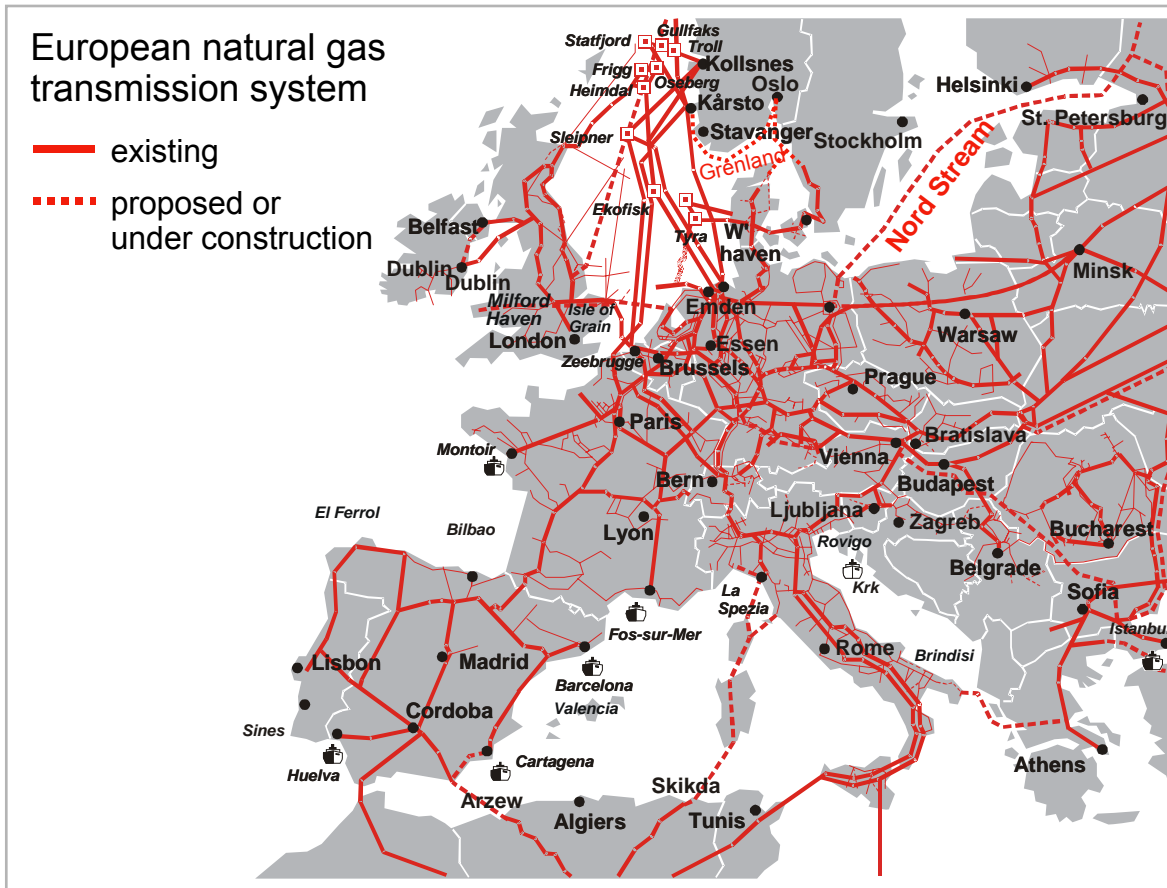 European natural gas
transmission system
existing
proposed or
under construction
Statfjord
Gullfaks
Troll
Kollsnes
Frigg
Oseberg
Heimdal
Oslo
Kårsto
Helsinki
St. Petersburg
Sleipner
Stavanger
Stockholm
Grenland
Nord Stream
Ekofisk
Belfast
Tyra
W'
haven
Dublin
Dublin
Minsk
Milford
Haven
Isle of
Grain
Emden
London
Essen
Warsaw
Zeebrugge
Brussels
Prague
Paris
Bratislava
Montoir
Vienna
Bern
Budapest
El Ferrol
Bilbao
Lyon
Ljubljana
Zagreb
Bucharest
Rovigo
Belgrade
La
Spezia
Krk
Sofia
Fos-sur-Mer
Istanbul
Lisbon
Madrid
Rome
Brindisi
Barcelona
Valencia
Sines
Cordoba
Huelva
Cartagena
Athens
Arzew
Skikda
Algiers
Tunis